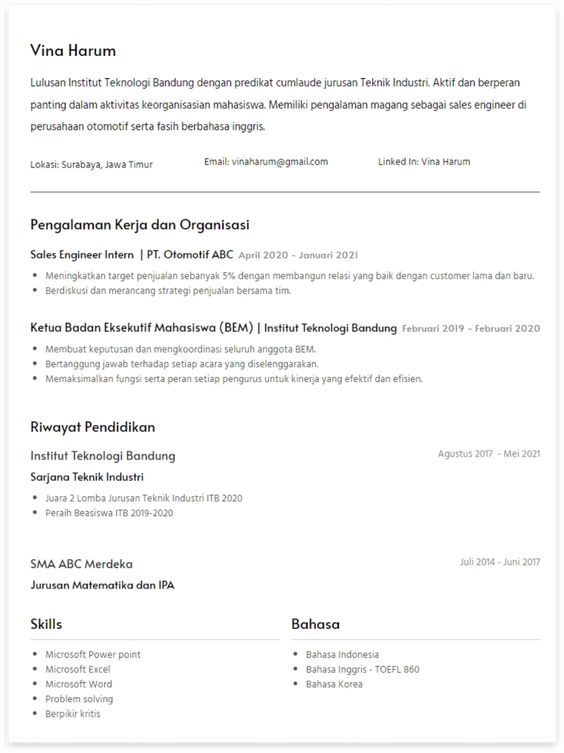 Vina Harum
Lulusan Institut Teknologi Bandung dengan predikat cumlaude jurusan Teknik Industri. Aktif dan berperan
panting dalam aktivitas keorganisasian mahasiswa. Memiliki pengalaman magang sebagai sales engineer di
perusahaan otomotif serta fasih berbahasa inggris.
Lokasi: Surabaya, Jawa Timur
Email: vinaharum@gmail.com
Linked In: Vina Harum
Pengalaman Kerja dan Organisasi
Sales Engineer Intern | PT. Otomotif ABC April 2020 - Januari 2021
• Meningkatkan target penjualan sebanyak 5% dengan membangun relasi yang baik dengan customer lama dan baru.
• Berdiskusi dan merancang strategi penjualan bersama tim.
Ketua Badan Eksekutif Mahasiswa (BEM) | Institut Teknologi Bandung Februari 2019 - Februari 2020
• Membuat keputusan dan mengkoordinasi seluruh anggota BEM.
• Bertanggung jawab terhadap setiap acara yang diselenggarakan.
• Memaksimalkan fungsi serta peran setiap pengurus untuk kinerja yang efektif dan efisien.
Riwayat Pendidikan
Institut Teknologi Bandung Agustus 2017 - Mei 2021
Sarjana Teknik Industri
• Juara 2 Lomba Jurusan Teknik Industri ITB 2020
• Peraih Beasiswa ITB 2019-2020
SMA ABC Merdeka Juli 2014 - Juni 2017
Jurusan Matematika dan IPA
Skills
• Microsoft Power point
• Microsoft Excel
• Microsoft Word
• Problem solving
• Berpikir kritis
Bahasa
• Bahasa Indonesia
• Bahasa Inggris - TOEFL 860
• Bahasa Korea